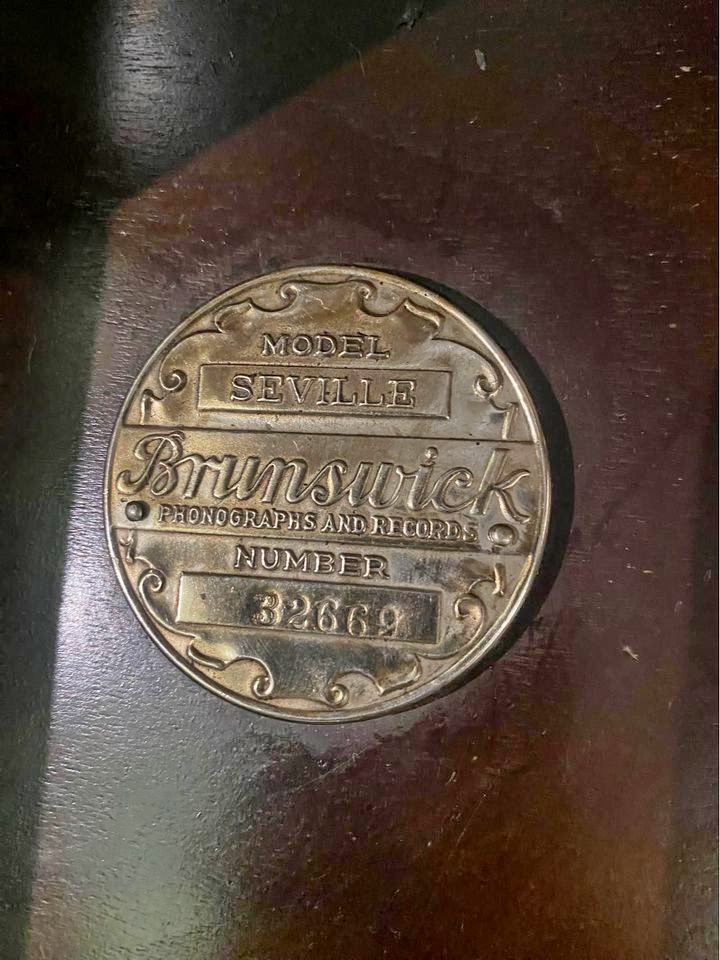 MODEL
SEVILLE
Brunswick
PHONOGRAPHS AND RECORDS
NUMBER
32669